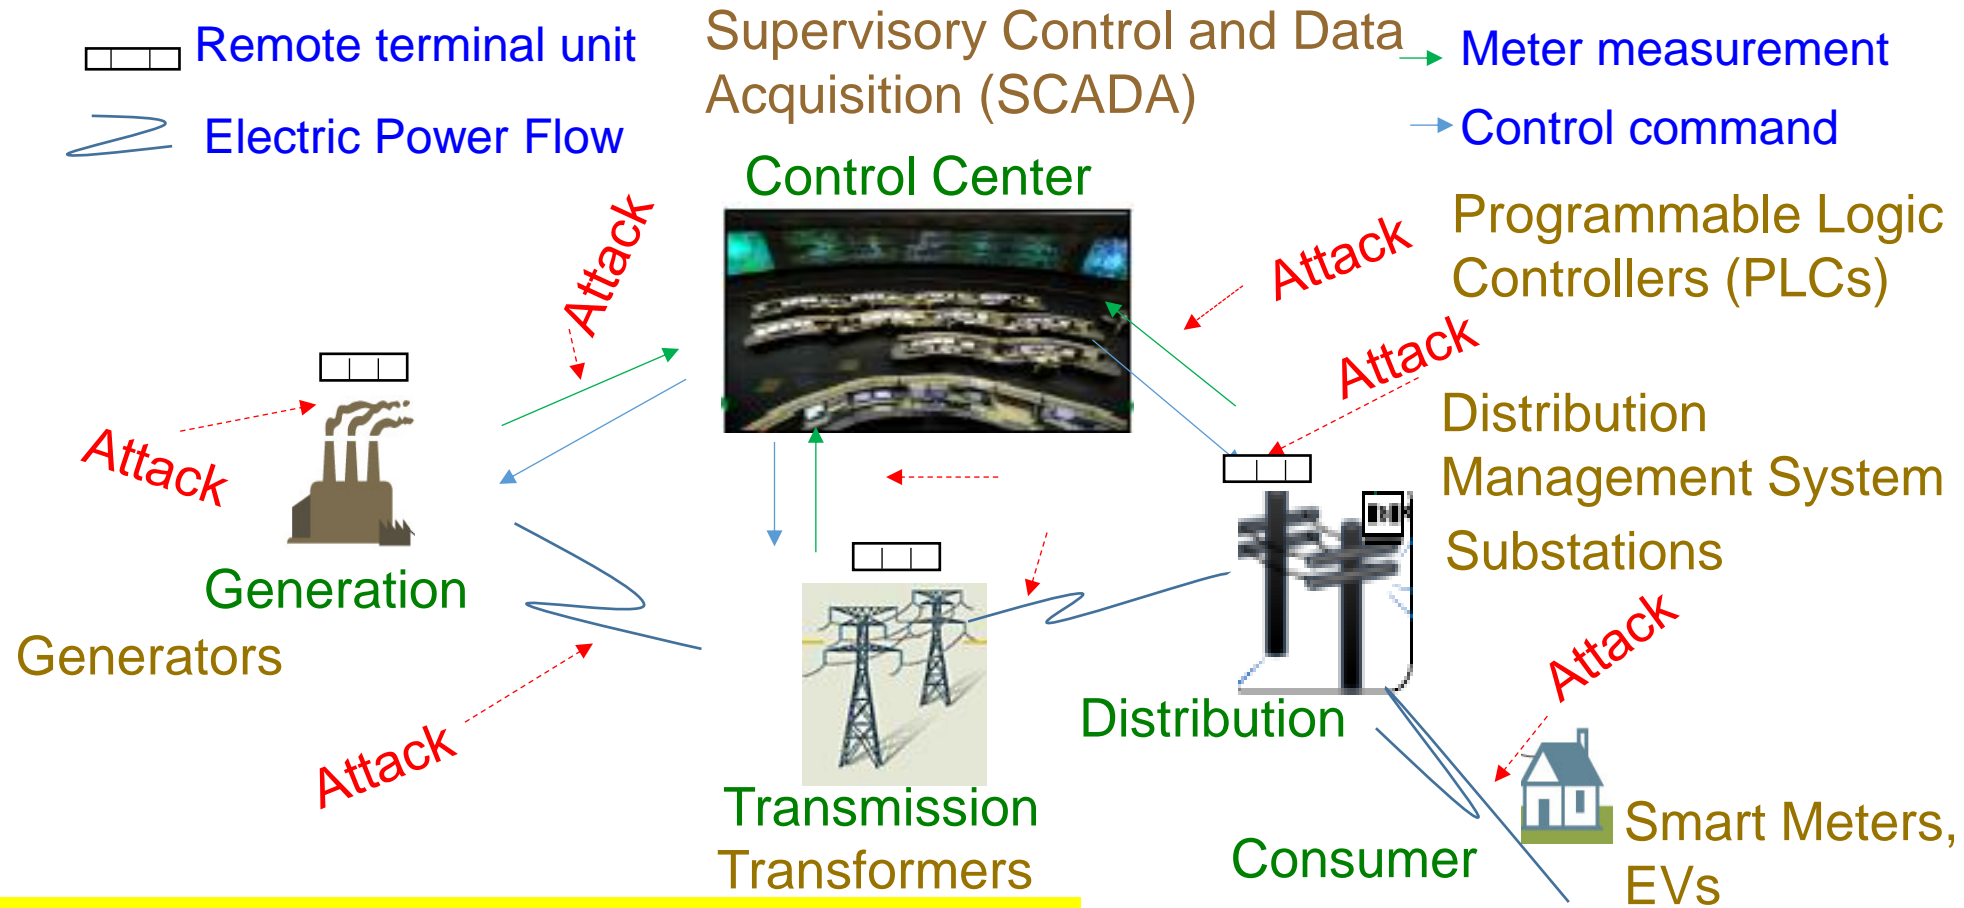 Remote terminal unit
Electric Power Flow
Supervisory Control and Data
Acquisition (SCADA)
Meter measurement
Control command
Control Center
Programmable Logic
Controllers (PLCs)
Attack
Attack
Attack
Attack
Distribution
Management System
Substations
Generation
Generators
Attack
Attack
Distribution
Transmission
Transformers
Consumer
Smart Meters,
EVs